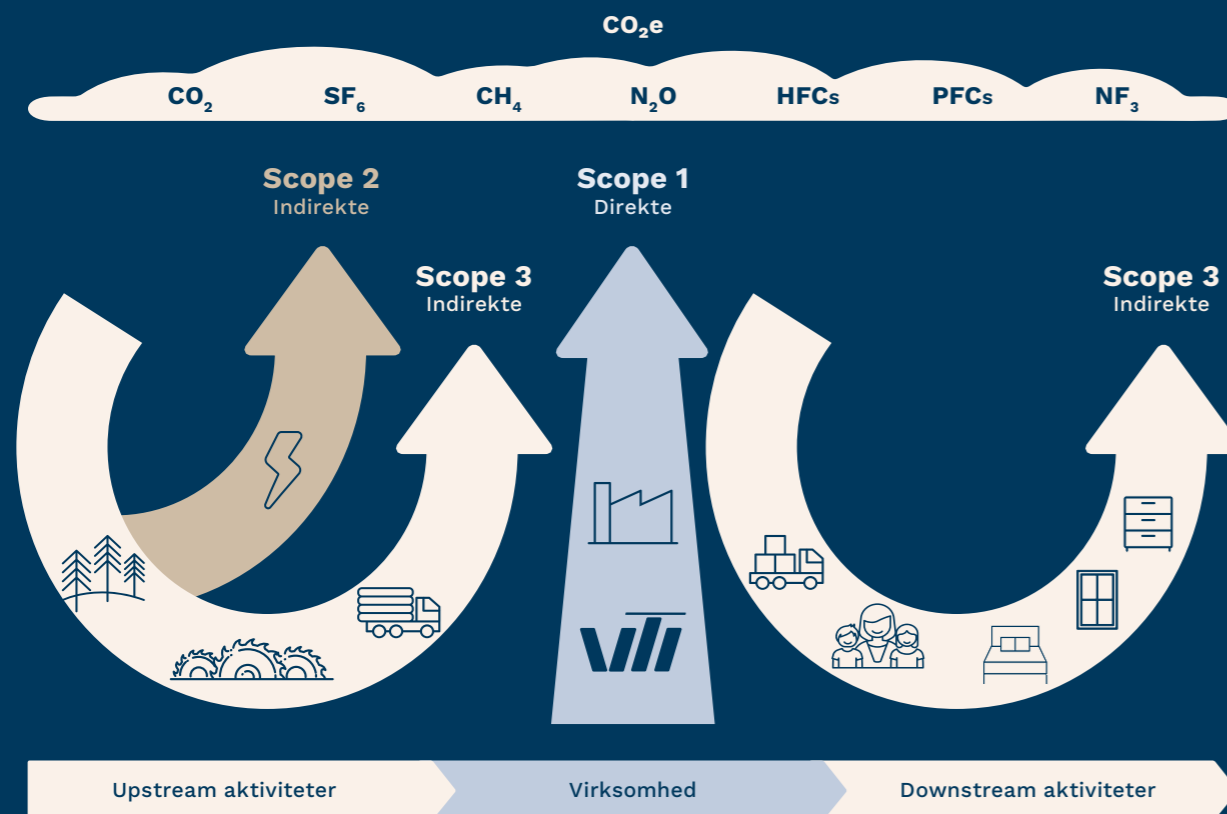 CO₂e
CO₂ SF₆ CH₄ N₂O HFCs PFCs NF₃
Scope 2
Indirekte
Scope 1
Direkte
Scope 3
Indirekte
Scope 3
Indirekte
vtı
Upstream aktiviteter Virksomhed Downstream aktiviteter